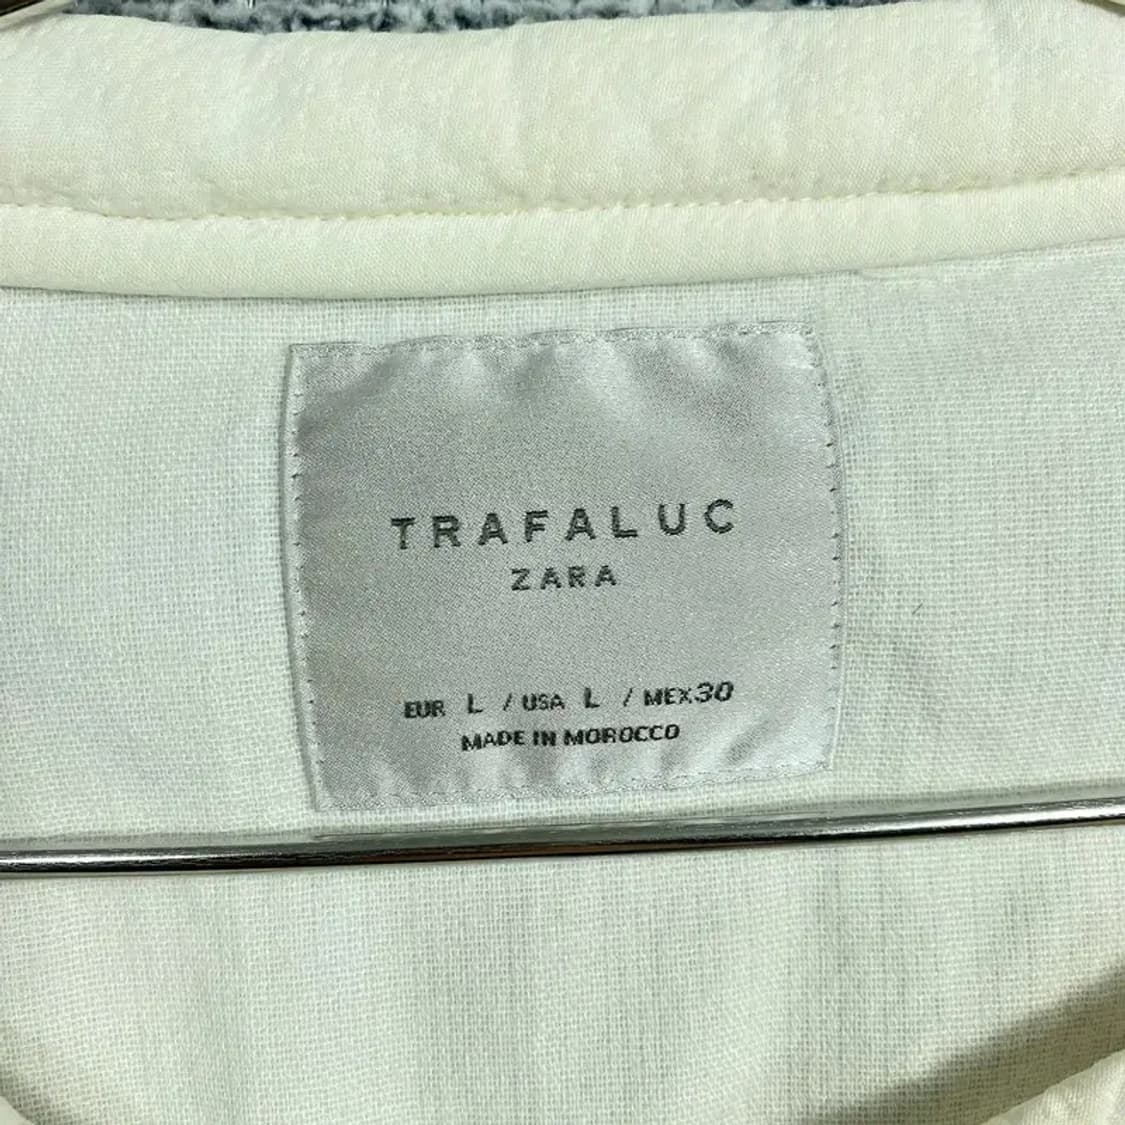 TRAFALUC
ZARA
EUR L / USA L / MEX30
MADE IN MOROCCO